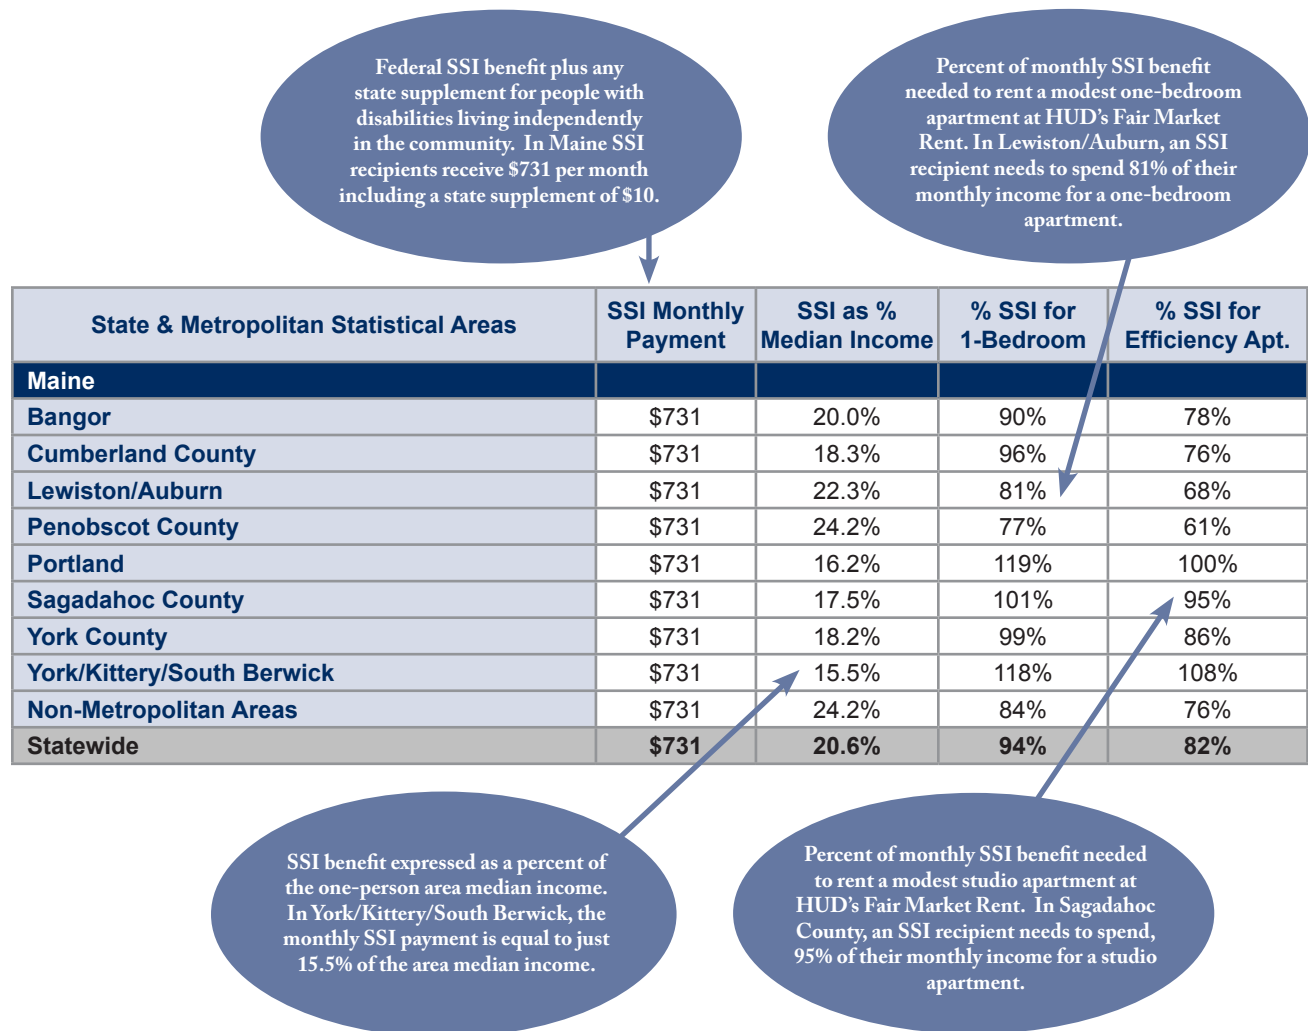 Federal SSI benefit plus any
state supplement for people with
disabilities living independently
in the community.  In Maine SSI
recipients receive $731 per month
including a state supplement of $10.
Percent of monthly SSI benefit
needed to rent a modest one-bedroom
apartment at HUD’s Fair Market
Rent. In Lewiston/Auburn, an SSI
recipient needs to spend 81% of their
monthly income for a one-bedroom
apartment.
State & Metropolitan Statistical Areas SSI Monthly Payment SSI as % Median Income % SSI for 1-Bedroom % SSI for Efficiency Apt.
Maine
Bangor $731 20.0% 90% 78%
Cumberland County $731 18.3% 96% 76%
Lewiston/Auburn $731 22.3% 81% 68%
Penobscot County $731 24.2% 77% 61%
Portland $731 16.2% 119% 100%
Sagadahoc County $731 17.5% 101% 95%
York County $731 18.2% 99% 86%
York/Kittery/South Berwick $731 15.5% 118% 108%
Non-Metropolitan Areas $731 24.2% 84% 76%
Statewide $731 20.6% 94% 82%
SSI benefit expressed as a percent of
the one-person area median income.
In York/Kittery/South Berwick, the
monthly SSI payment is equal to just
15.5% of the area median income.
Percent of monthly SSI benefit needed
to rent a modest studio apartment at
HUD’s Fair Market Rent.  In Sagadahoc
County, an SSI recipient needs to spend,
95% of their monthly income for a studio
apartment.